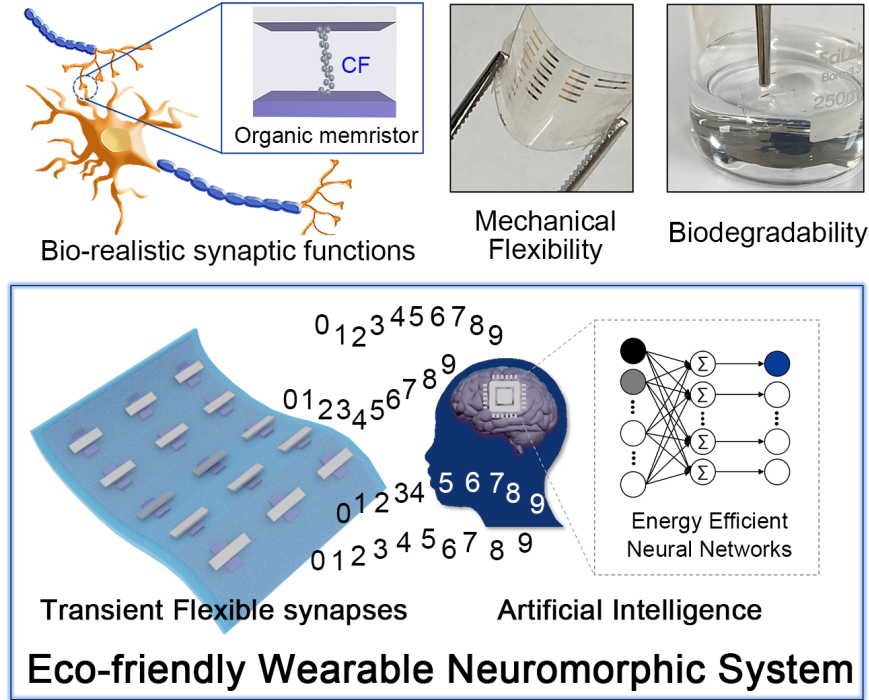 CF
Organic memristor
Bio-realistic synaptic functions
Mechanical
Flexibility
250
Biodegradability
0 1 2 3 4 5 6 7 8 9
0 1 2 3 4 5 6 7 8 9
0 1 2 3 4 5 6 7 8 9
0 1 2 3 4 5 6 7 8 9
Σ
Σ
Σ
Σ
Energy Efficient
Neural Networks
Transient Flexible synapses
Artificial Intelligence
Eco-friendly Wearable Neuromorphic System